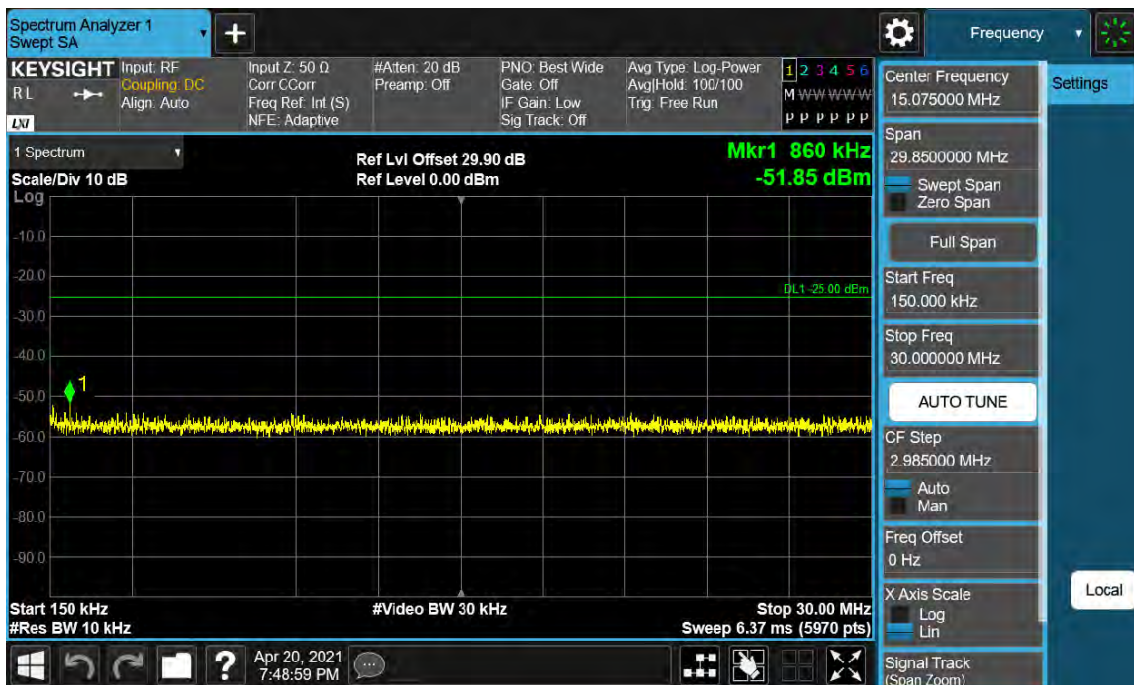 Spectrum Analyzer 1
Swept SA
+
Frequency
KEYSIGHT
RL
LXI
Input: RF
Coupling: DC
Align: Auto
Input Z: 50 Ω
Corr CCorr
Freq Ref: Int (S)
NFE: Adaptive
#Atten: 20 dB
Preamp: Off
PNO: Best Wide
Gate: Off
IF Gain: Low
Sig Track: Off
Avg Type: Log-Power
Avg|Hold: 100/100
Trig: Free Run
1 2 3 4 5 6
M W W W W W
P P P P P P
1 Spectrum
Scale/Div 10 dB
Ref Lvl Offset 29.90 dB
Ref Level 0.00 dBm
Mkr1 860 kHz
-51.85 dBm
Log
-10.0
-20.0
DL1 -25.00 dBm
-30.0
-40.0
1
-50.0
-60.0
-70.0
-80.0
-90.0
Start 150 kHz
#Video BW 30 kHz
Stop 30.00 MHz
#Res BW 10 kHz
Sweep 6.37 ms (5970 pts)
?
Apr 20, 2021
7:48:59 PM
Center Frequency
15.075000 MHz
Span
29.8500000 MHz
Swept Span
Zero Span
Full Span
Start Freq
150.000 kHz
Stop Freq
30.000000 MHz
AUTO TUNE
CF Step
2.985000 MHz
Auto
Man
Freq Offset
0 Hz
X Axis Scale
Log
Lin
Signal Track
(Span Zoom)
Settings
Local